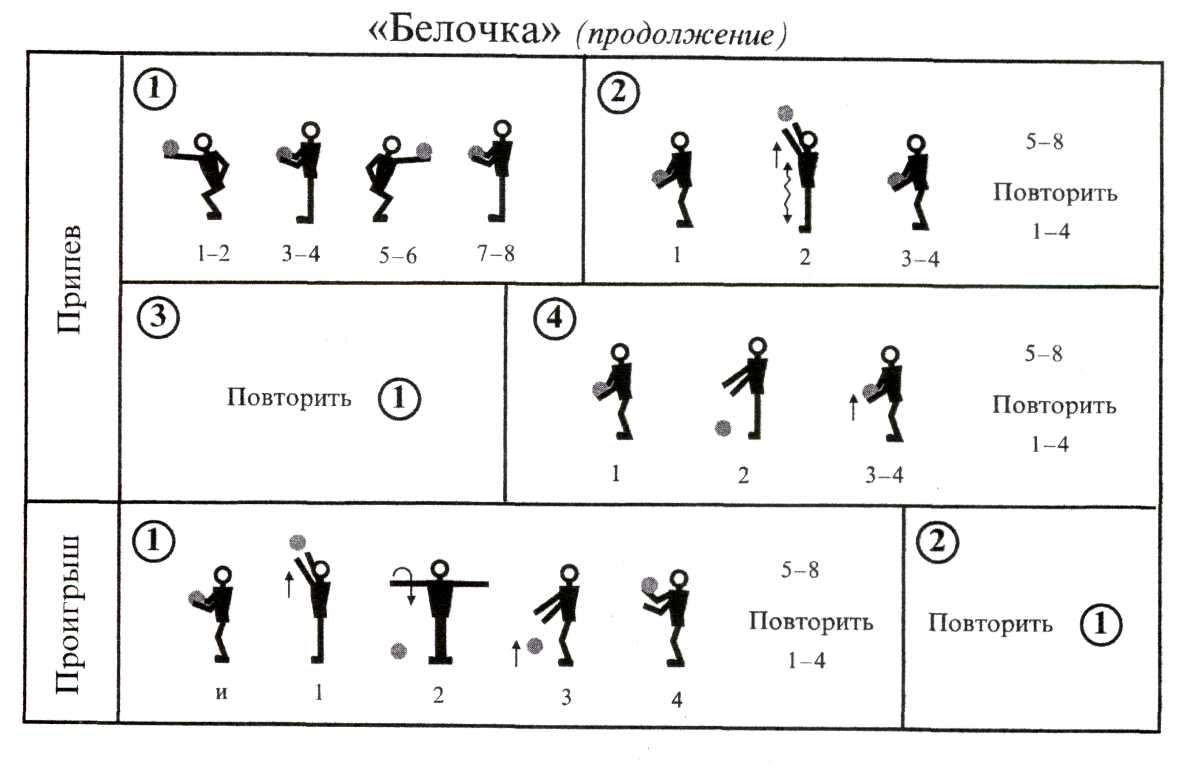 «Белочка» (продолжение)
Припев
1
1–2 3–4 5–6 7–8
2
1 2 3–4
5–8
Повторить
1–4
3
Повторить 1
4
1 2 3–4
5–8
Повторить
1–4
Проигрыш
1
и 1 2 3 4
5–8
Повторить
1–4
2
Повторить 1